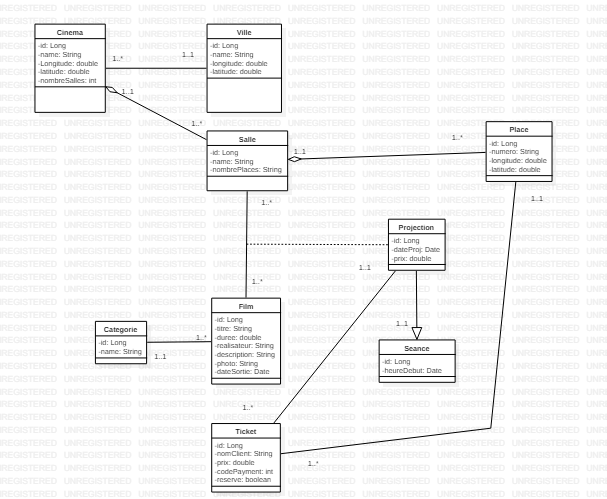 Cinema
-id: Long
-name: String
-Longitude: double
-latitude: double
-nombreSalles: int
1..*
1..1
Ville
-id: Long
-name: String
-longitude: double
-latitude: double
1..1
1..*
Salle
-id: Long
-name: String
-nombrePlaces: String
1..1
1..*
Place
-id: Long
-numero: String
-longitude: double
-latitude: double
1..1
1..*
Projection
-id: Long
-dateProj: Date
-prix: double
1..1
1..*
Film
-id: Long
-titre: String
-duree: double
-realisateur: String
-description: String
-photo: String
-dateSortie: Date
Categorie
-id: Long
-name: String
1..*
1..1
1..1
Seance
-id: Long
-heureDebut: Date
1..*
Ticket
-id: Long
-nomClient: String
-prix: double
-codePayment: int
-reserve: boolean
1..*
UNREGISTERED